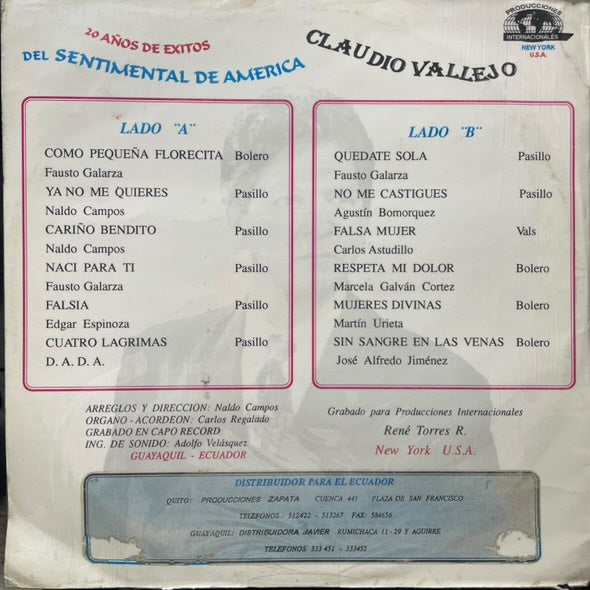 20 AÑOS DE EXITOS
DEL SENTIMENTAL DE AMERICA
CLAUDIO VALLEJO
PRODUCCIONES
INTERNACIONALES
NEW YORK
U.S.A.
LADO "A"
COMO PEQUEÑA FLORECITA Bolero
Fausto Galarza
YA NO ME QUIERES Pasillo
Naldo Campos
CARIÑO BENDITO Pasillo
Naldo Campos
NACI PARA TI Pasillo
Fausto Galarza
FALSIA Pasillo
Edgar Espinoza
CUATRO LAGRIMAS Pasillo
D. A. D. A.
LADO "B"
QUEDATE SOLA Pasillo
Fausto Galarza
NO ME CASTIGUES Pasillo
Agustín Bomorquez
FALSA MUJER Vals
Carlos Astudillo
RESPETA MI DOLOR Bolero
Marcela Galván Cortez
MUJERES DIVINAS Bolero
Martín Urieta
SIN SANGRE EN LAS VENAS Bolero
José Alfredo Jiménez
ARREGLOS Y DIRECCION: Naldo Campos
ORGANO - ACORDEON: Carlos Regalado
GRABADO EN CAPO RECORD
ING. DE SONIDO: Adolfo Velásquez
GUAYAQUIL - ECUADOR
Grabado para Producciones Internacionales
René Torres R.
New York U.S.A.
DISTRIBUIDOR PARA EL ECUADOR
QUITO: PRODUCCIONES ZAPATA CUENCA 445 PLAZA DE SAN FRANCISCO
TELEFONOS.: 512422 - 513267 FAX: 584656
GUAYAQUIL: DISTRIBUIDORA JAVIER RUMICHACA 11 - 29 Y AGUIRRE
TELEFONOS 533 451 - 533452